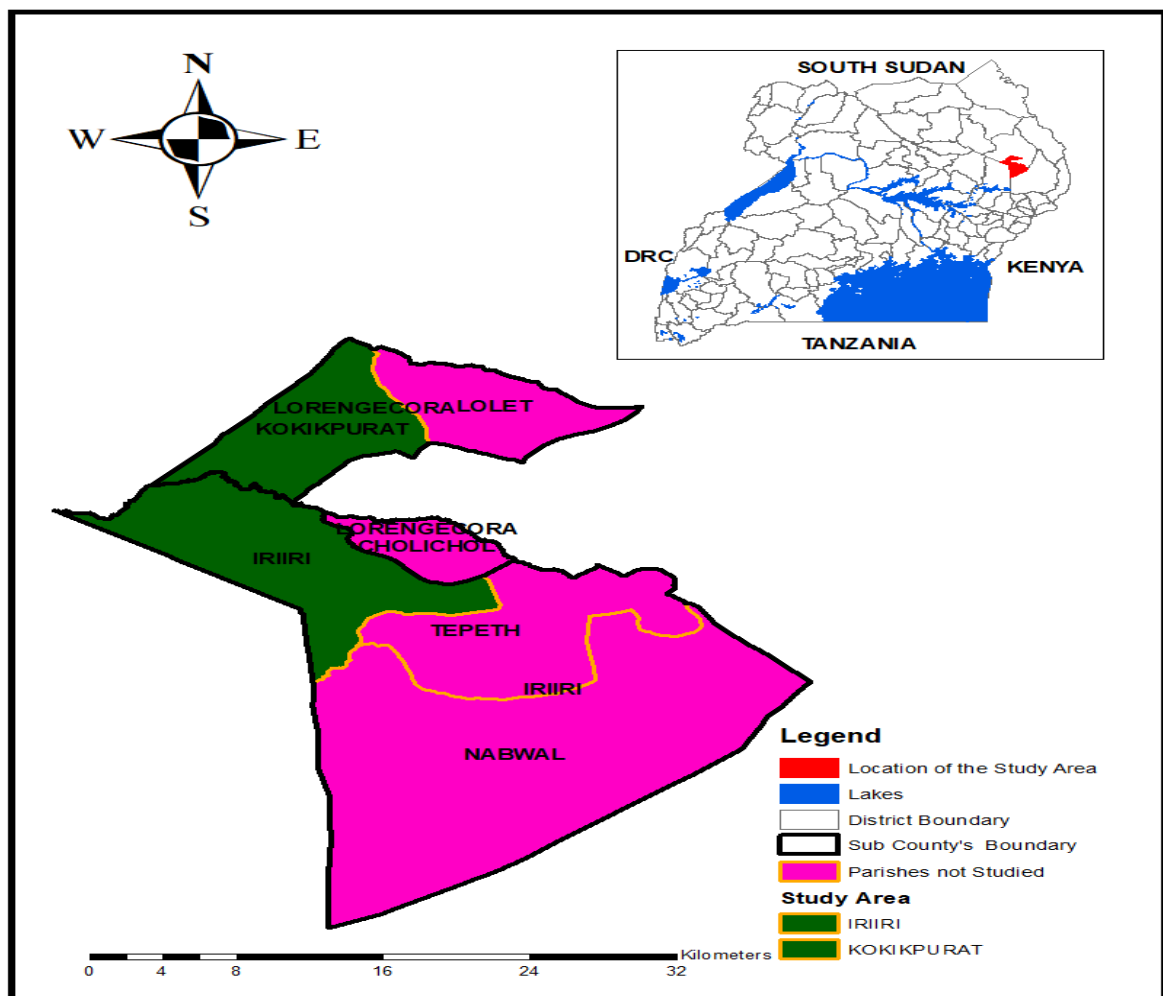 N
W E
S
SOUTH SUDAN
DRC
KENYA
TANZANIA
LORENGECORA LOLET
KOKIKPURAT
LORENGECORA
CHOLICHOL
IRIIRI
TEPETH
IRIIRI
NABWAL
Legend
Location of the Study Area
Lakes
District Boundary
Sub County's Boundary
Parishes not Studied
Study Area
IRIIRI
KOKIKPURAT
Kilometers
0 4 8 16 24 32